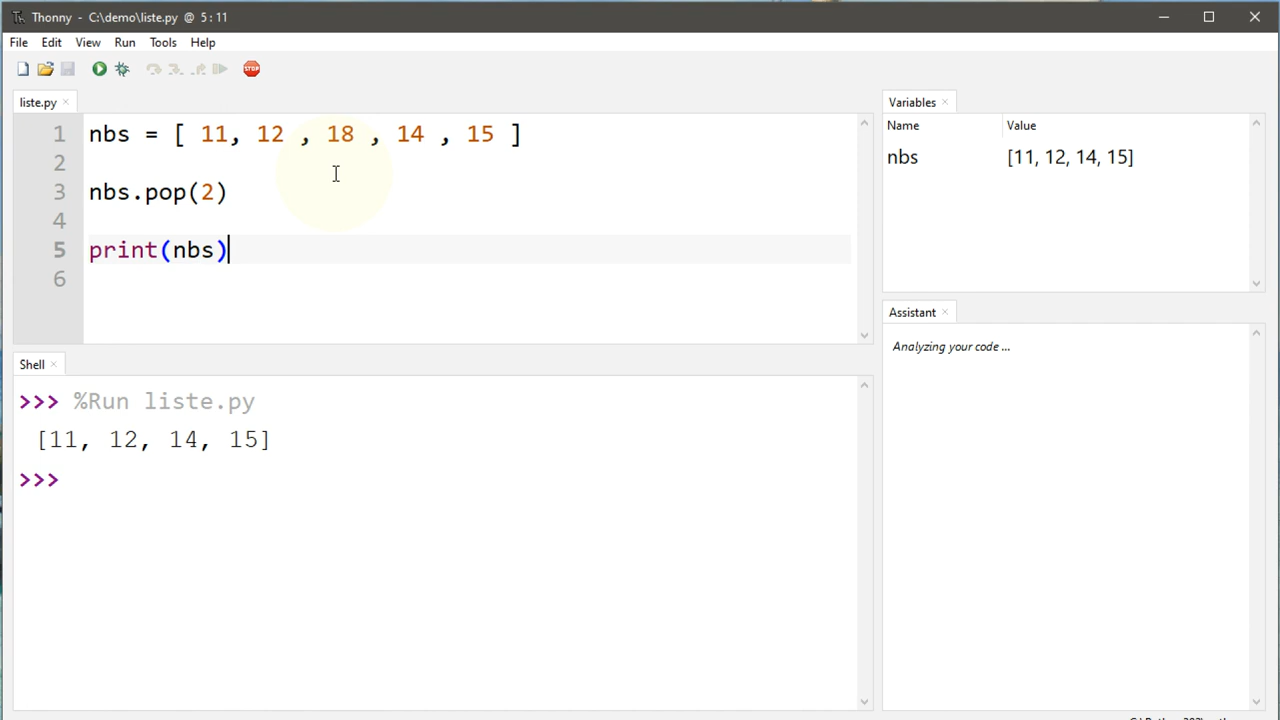 Thonny - C:\demo\liste.py @ 5:11
File Edit View Run Tools Help
STOP
liste.py
1 nbs = [ 11, 12 , 18 , 14 , 15 ]
2
3 nbs.pop(2)
4
5 print(nbs)
6
Variables
Name Value
nbs [11, 12, 14, 15]
Assistant
Analyzing your code ...
Shell
>>> %Run liste.py
[11, 12, 14, 15]
>>>